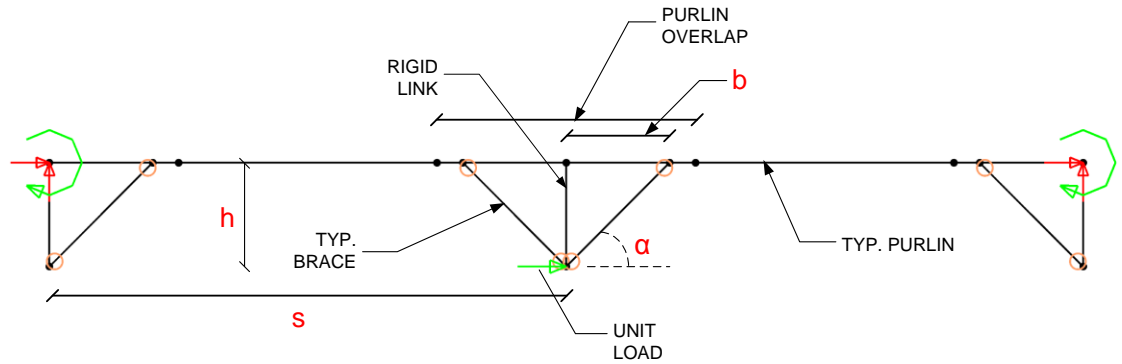 PURLIN
OVERLAP
RIGID
LINK
b
h
TYP.
BRACE
α
TYP. PURLIN
s
UNIT
LOAD